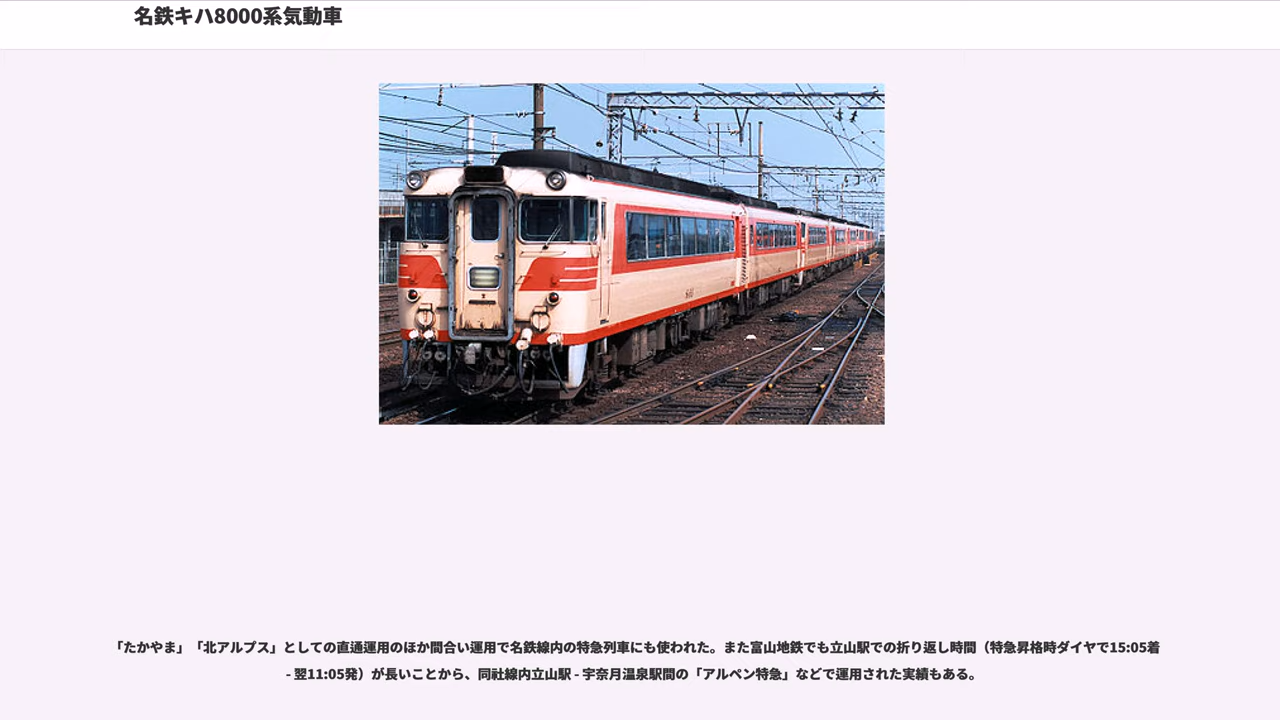 名鉄キハ8000系気動車
「たかやま」「北アルプス」としての直通運用のほか間合い運用で名鉄線内の特急列車にも使われた。また富山地鉄でも立山駅での折り返し時間（特急昇格時ダイヤで15:05着
- 翌11:05発）が長いことから、同社線内立山駅 - 宇奈月温泉駅間の「アルペン特急」などで運用された実績もある。